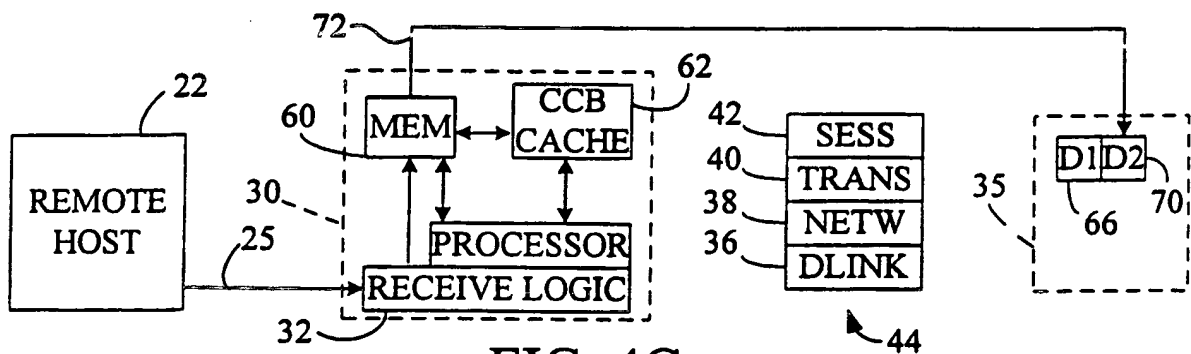 72
22
62
60
MEM
CCB
CACHE
42
SESS
REMOTE
HOST
30
40
TRANS
D1
D2
35
66
70
38
NETW
25
PROCESSOR
36
DLINK
RECEIVE LOGIC
32
44